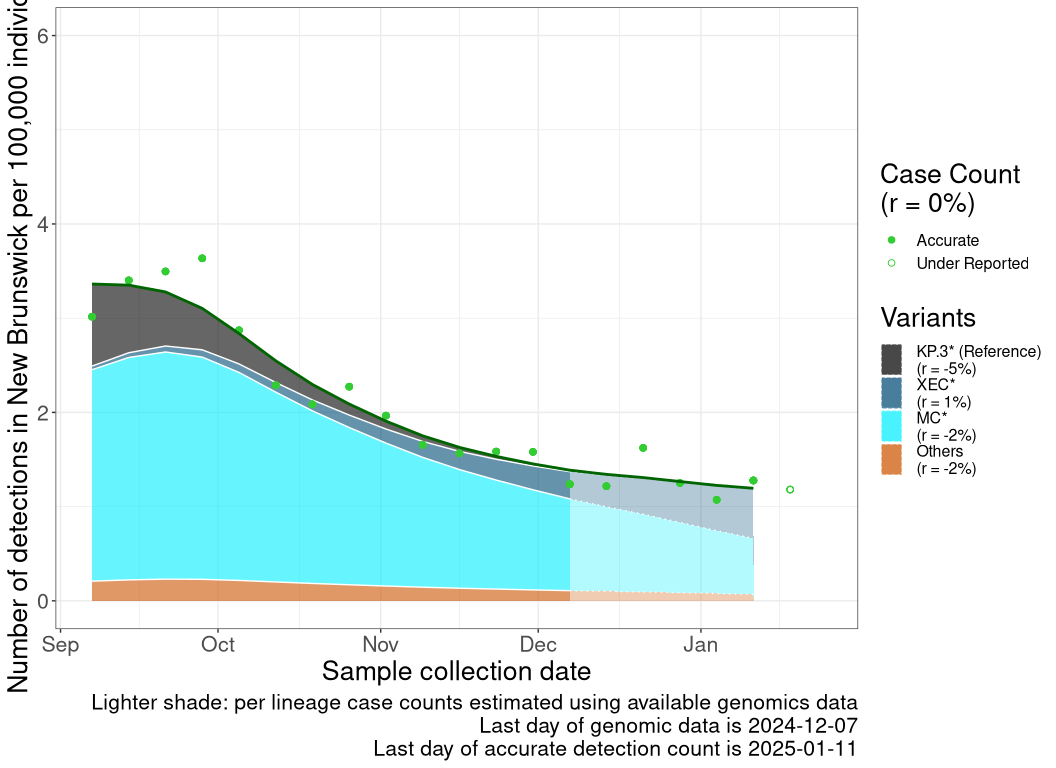 Number of detections in New Brunswick per 100,000
6
4
2
0
Sep
Oct
Nov
Dec
Jan
Sample collection date
Lighter shade: per lineage case counts estimated using available genomics data
Last day of genomic data is 2024-12-07
Last day of accurate detection count is 2025-01-11
Case Count
(r = 0%)
Accurate
Under Reported
Variants
KP.3* (Reference)
(r = -5%)
XEC*
(r = 1%)
MC*
(r = -2%)
Others
(r = -2%)